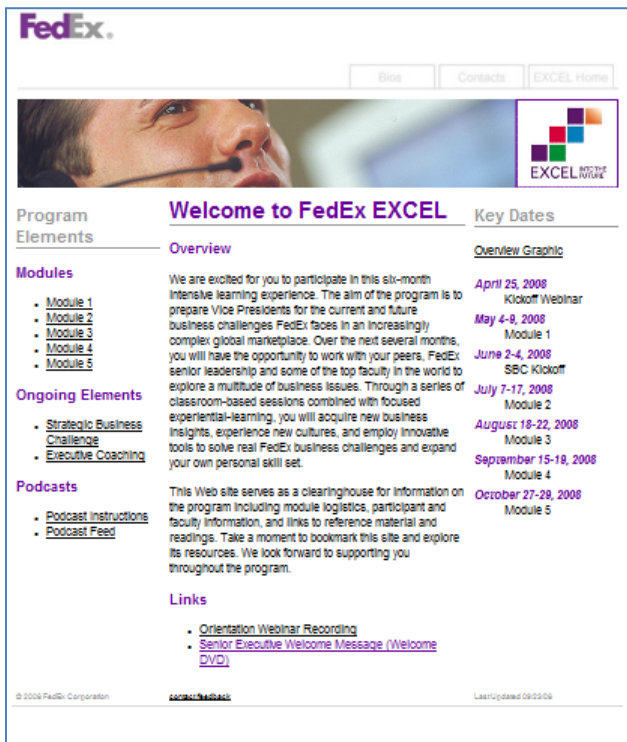 FedEx®
Bios
Contacts
EXCEL Home
EXCEL INTO THE FUTURE
Program
Elements
Modules
Module 1
Module 2
Module 3
Module 4
Module 5
Ongoing Elements
Strategic Business
Challenge
Executive Coaching
Podcasts
Podcast Instructions
Podcast Feed
Welcome to FedEx EXCEL
Overview
We are excited for you to participate in this six-month
intensive learning experience. The aim of the program is to
prepare Vice Presidents for the current and future
business challenges FedEx faces in an increasingly
complex global marketplace. Over the next several months,
you will have the opportunity to work with your peers, FedEx
senior leadership and some of the top faculty in the world to
explore a multitude of business issues. Through a series of
classroom-based sessions combined with focused
experiential-learning, you will acquire new business
insights, experience new cultures, and employ innovative
tools to solve real FedEx business challenges and expand
your own personal skill set.
This Web site serves as a clearinghouse for information on
the program including module logistics, participant and
faculty information, and links to reference material and
readings. Take a moment to bookmark this site and explore
its resources. We look forward to supporting you
throughout the program.
Links
Orientation Webinar Recording
Senior Executive Welcome Message (Welcome
DVD)
Key Dates
Overview Graphic
April 25, 2008
Kickoff Webinar
May 4-9, 2008
Module 1
June 2-4, 2008
SBC Kickoff
July 7-17, 2008
Module 2
August 18-22, 2008
Module 3
September 15-19, 2008
Module 4
October 27-29, 2008
Module 5
FedEx Corporation
contact/feedback
Last Updated